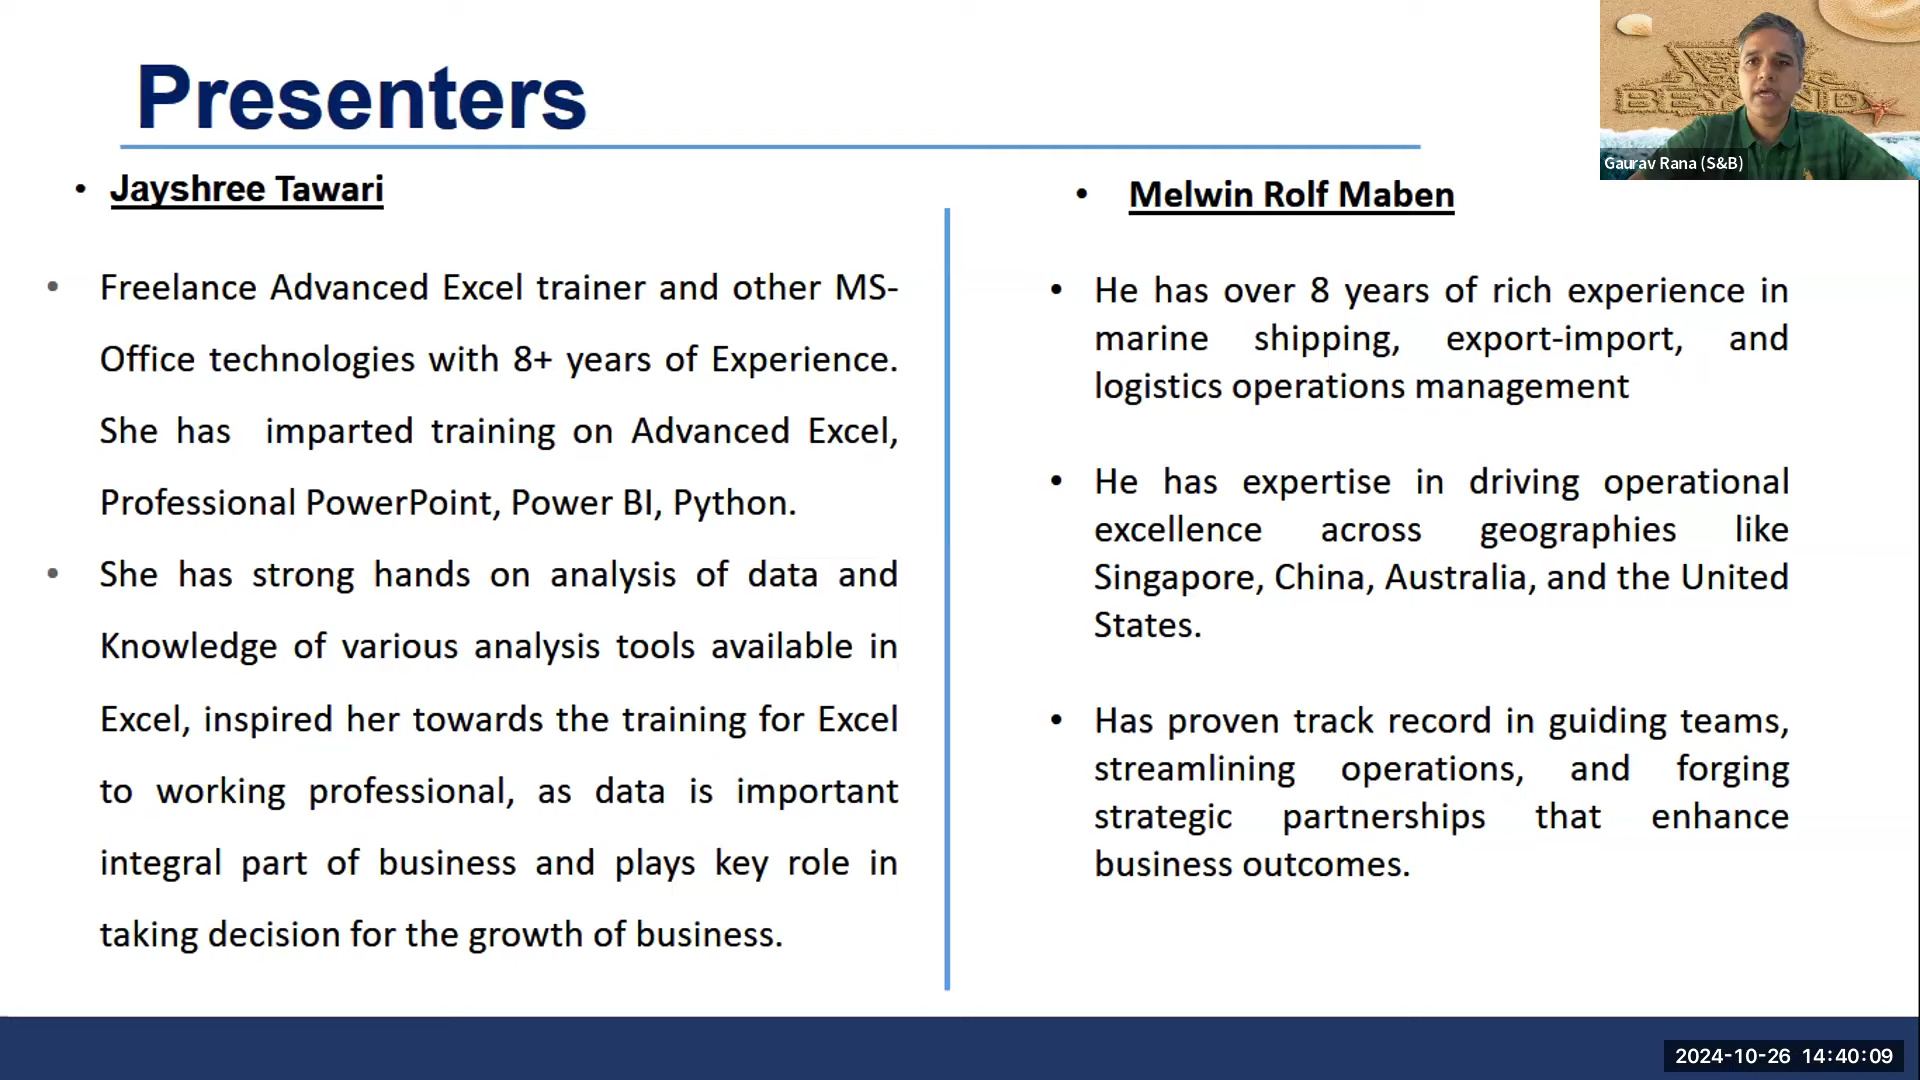 Presenters
• Jayshree Tawari
• Freelance Advanced Excel trainer and other MS-
Office technologies with 8+ years of Experience.
She has imparted training on Advanced Excel,
Professional PowerPoint, Power BI, Python.
• She has strong hands on analysis of data and
Knowledge of various analysis tools available in
Excel, inspired her towards the training for Excel
to working professional, as data is important
integral part of business and plays key role in
taking decision for the growth of business.
• Melwin Rolf Maben
• He has over 8 years of rich experience in
marine shipping, export-import, and
logistics operations management
• He has expertise in driving operational
excellence across geographies like
Singapore, China, Australia, and the United
States.
• Has proven track record in guiding teams,
streamlining operations, and forging
strategic partnerships that enhance
business outcomes.
BEYOND
Gaurav Rana (S&B)
2024-10-26 14:40:09